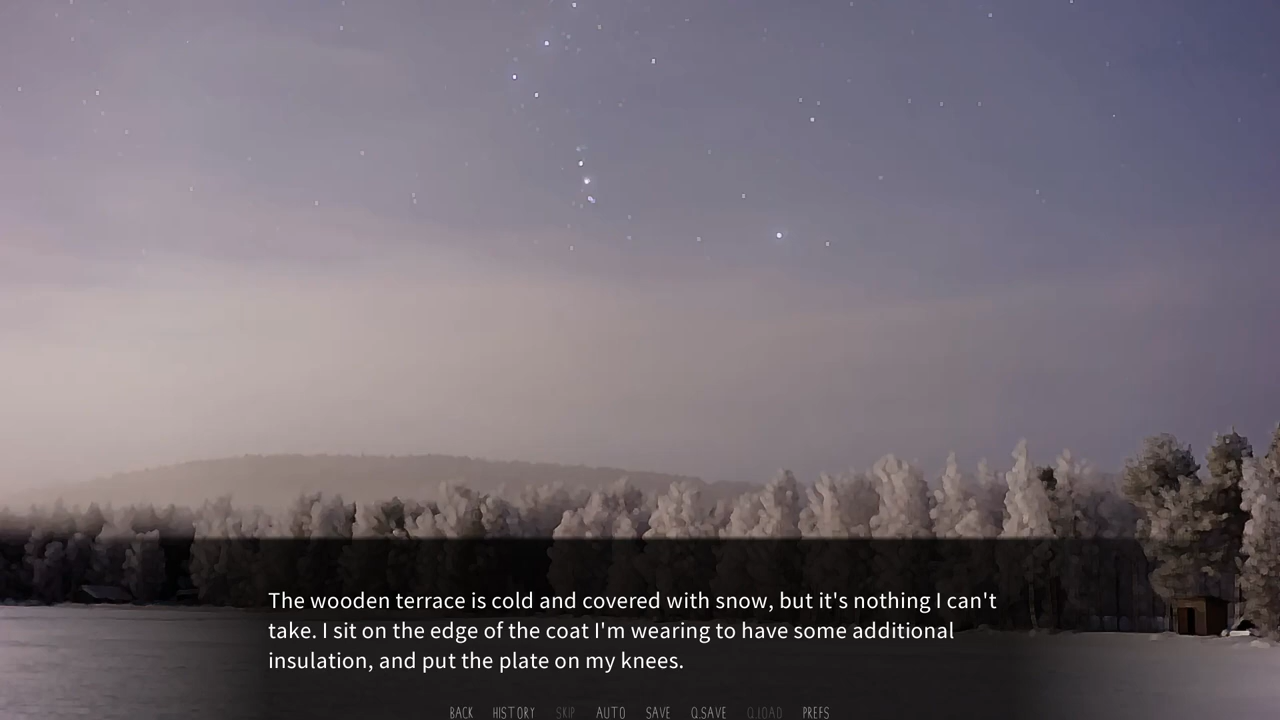 The wooden terrace is cold and covered with snow, but it's nothing I can't
take. I sit on the edge of the coat I'm wearing to have some additional
insulation, and put the plate on my knees.
BACK HISTORY SKIP AUTO SAVE Q.SAVE Q.LOAD PREFS